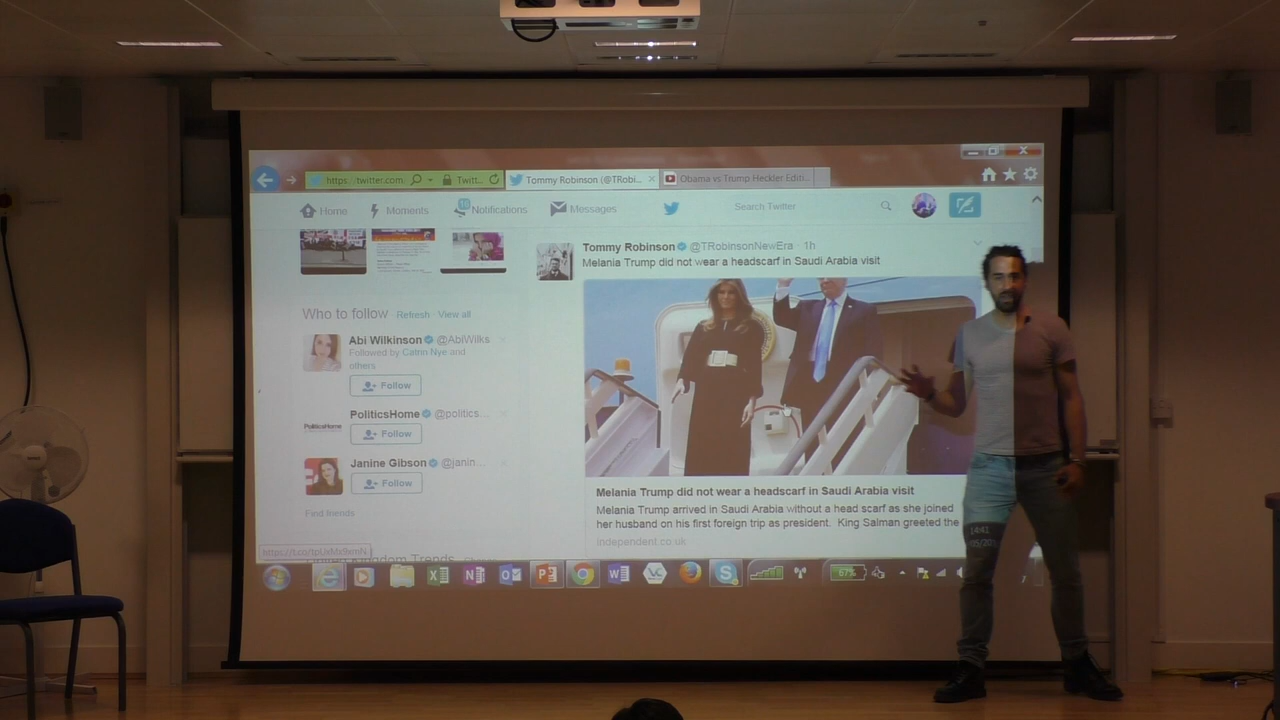 https://twitter.com
Twitt...
Tommy Robinson (@TRobi...
Obama vs Trump Heckler Editi...
Home
Moments
Notifications
Messages
Search Twitter
Who to follow · Refresh · View all
Abi Wilkinson @AbiWilks
Followed by Catrin Nye and
others
Follow
PoliticsHome
PoliticsHome @politics...
Follow
Janine Gibson @janin...
Follow
Find friends
Tommy Robinson @TRobinsonNewEra · 1h
Melania Trump did not wear a headscarf in Saudi Arabia visit
Melania Trump did not wear a headscarf in Saudi Arabia visit
Melania Trump arrived in Saudi Arabia without a head scarf as she joined
her husband on his first foreign trip as president. King Salman greeted the
independent.co.uk
Kingdom Trends
67%
14:41